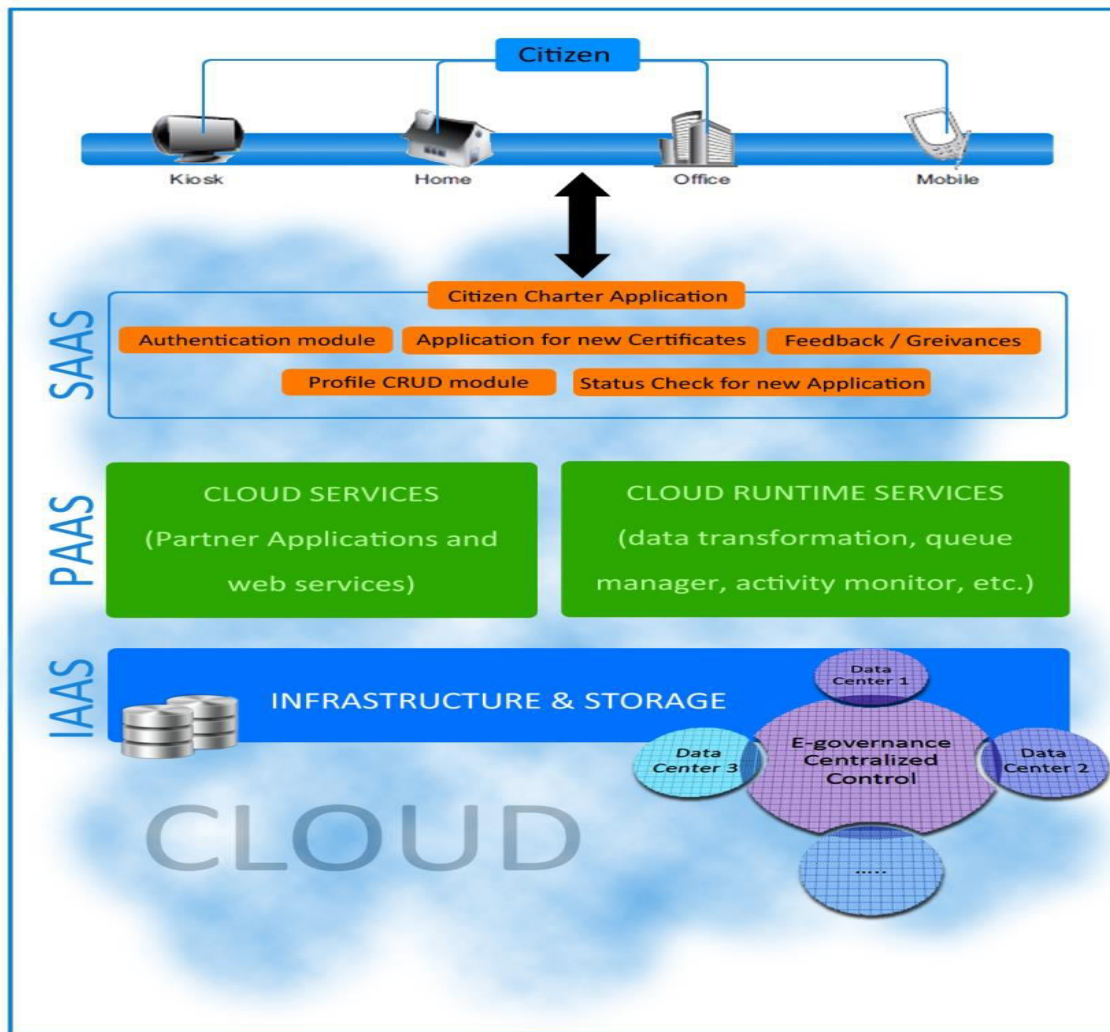 Citizen
Kiosk
Home
Office
Mobile
SAAS
Citizen Charter Application
Authentication module
Application for new Certificates
Feedback / Greivances
Profile CRUD module
Status Check for new Application
PAAS
CLOUD SERVICES
(Partner Applications and
web services)
CLOUD RUNTIME SERVICES
(data transformation, queue
manager, activity monitor, etc.)
IAAS
INFRASTRUCTURE & STORAGE
Data
Center 1
E-governance
Centralized
Control
Data
Center 3
Data
Center 2
.....
CLOUD